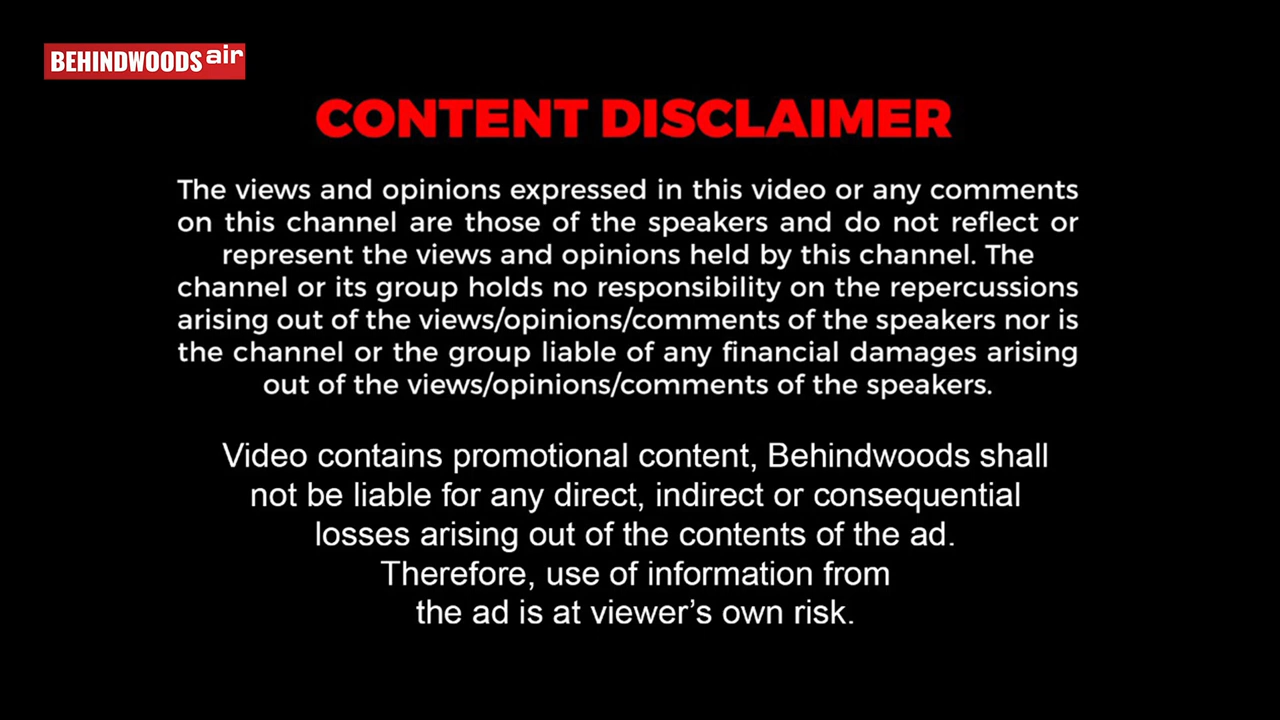 BEHINDWOODS air
CONTENT DISCLAIMER
The views and opinions expressed in this video or any comments
on this channel are those of the speakers and do not reflect or
represent the views and opinions held by this channel. The
channel or its group holds no responsibility on the repercussions
arising out of the views/opinions/comments of the speakers nor is
the channel or the group liable of any financial damages arising
out of the views/opinions/comments of the speakers.
Video contains promotional content, Behindwoods shall
not be liable for any direct, indirect or consequential
losses arising out of the contents of the ad.
Therefore, use of information from
the ad is at viewer’s own risk.